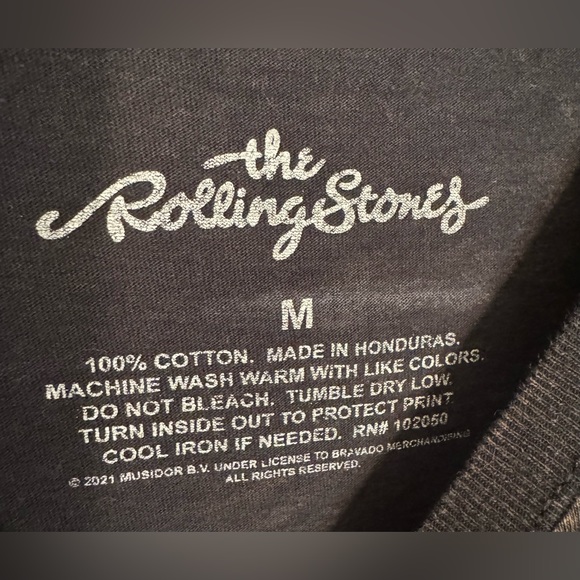 the
Rolling Stones
M
100% COTTON. MADE IN HONDURAS.
MACHINE WASH WARM WITH LIKE COLORS.
DO NOT BLEACH. TUMBLE DRY LOW.
TURN INSIDE OUT TO PROTECT PRINT
COOL IRON IF NEEDED. RN# 102050
© 2021 MUSIDOR B.V. UNDER LICENSE TO BRAVADO MERCHANDISING
ALL RIGHTS RESERVED.